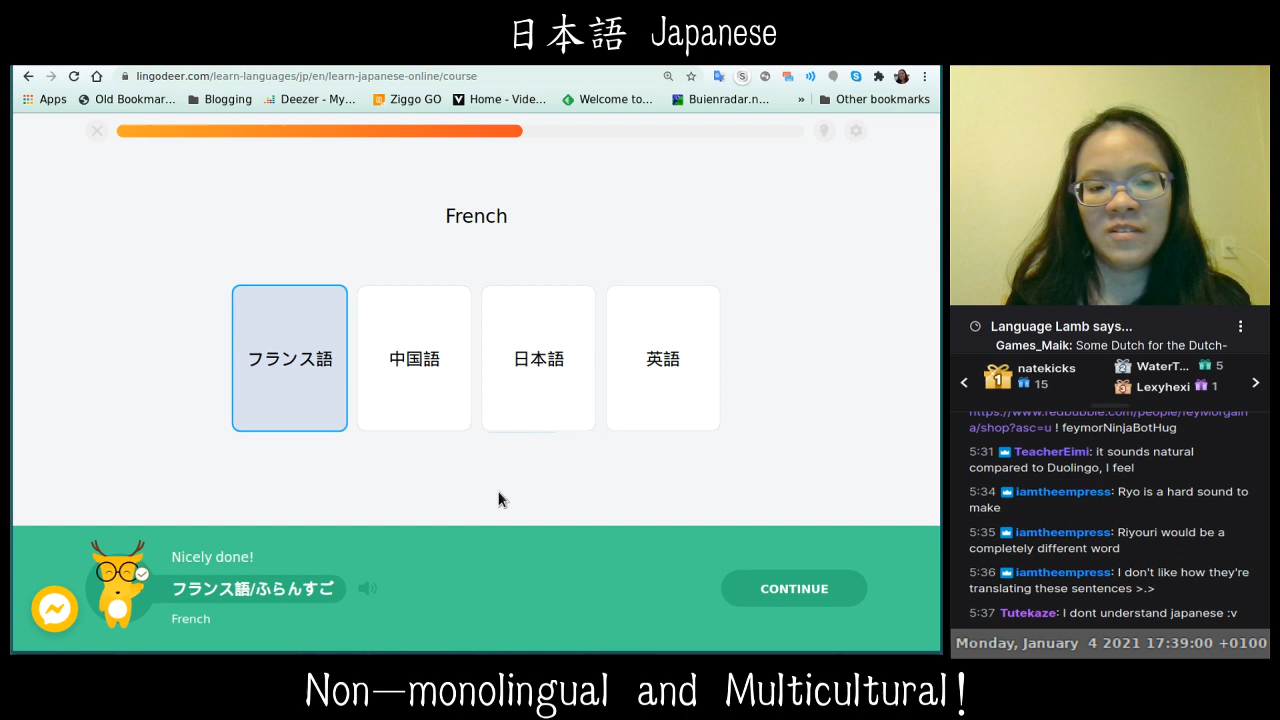 日本語 Japanese
lingodeer.com/learn-languages/jp/en/learn-japanese-online/course
Apps Old Bookmar... Blogging Deezer - My... Ziggo GO Home - Vide... Welcome to... Buienradar.n... » Other bookmarks
French
フランス語 中国語 日本語 英語
Nicely done!
フランス語/ふらんすご
French
CONTINUE
Language Lamb says...
Games_Maik: Some Dutch for the Dutch-
1 natekicks 15
2 WaterT... 5
3 Lexyhexi 1
https://www.redbubble.com/people/feyMorgain
a/shop?asc=u ! feymorNinjaBotHug
5:31 TeacherEimi: it sounds natural
compared to Duolingo, I feel
5:34 iamtheempress: Ryo is a hard sound to
make
5:35 iamtheempress: Riyouri would be a
completely different word
5:36 iamtheempress: I don't like how they're
translating these sentences >.>
5:37 Tutekaze: I dont understand japanese :v
Monday, January 4 2021 17:39:00 +0100
Non-monolingual and Multicultural!